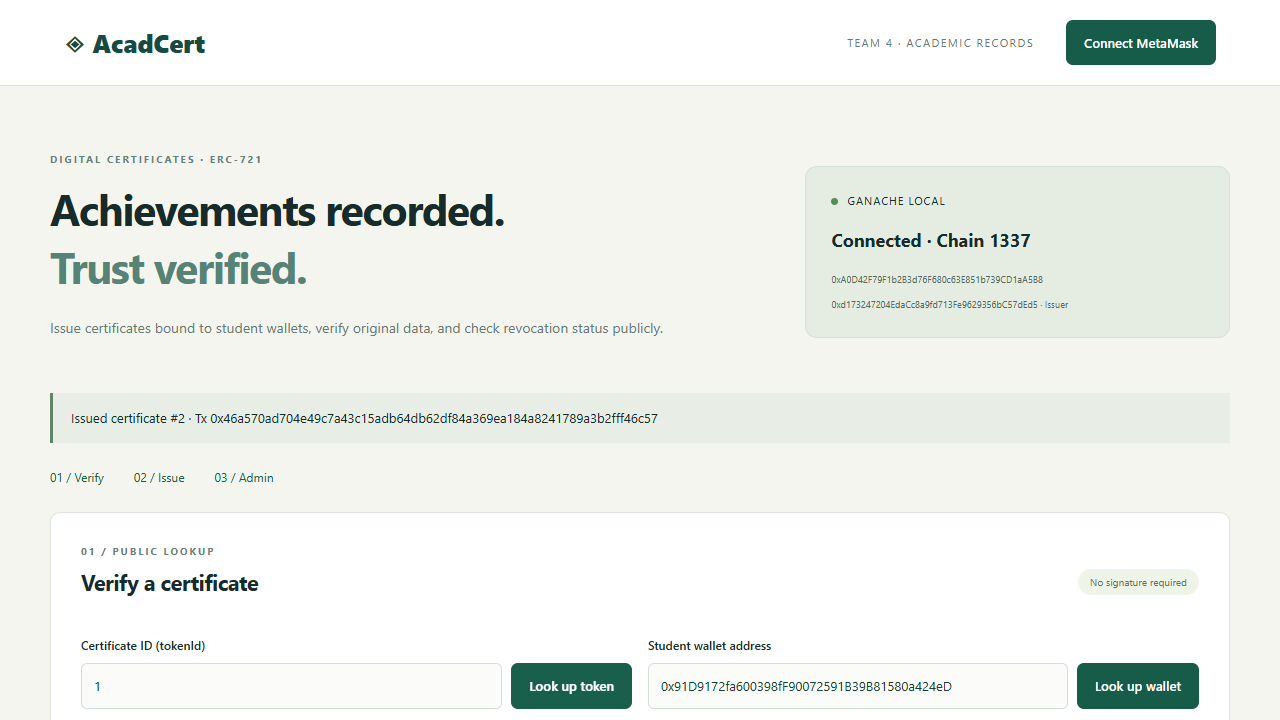 AcadCert
TEAM 4 · ACADEMIC RECORDS
Connect MetaMask
DIGITAL CERTIFICATES · ERC-721
Achievements recorded.
Trust verified.
Issue certificates bound to student wallets, verify original data, and check revocation status publicly.
GANACHE LOCAL
Connected · Chain 1337
0xA0D42F79F1b2B3d76F680c63E851b739CD1aA5B8
0xd173247204EdaCc8a9fd713Fe9629356bC57dEd5 · Issuer
Issued certificate #2 · Tx 0x46a570ad704e49c7a43c15adb64db62df84a369ea184a8241789a3b2fff46c57
01 / Verify
02 / Issue
03 / Admin
01 / PUBLIC LOOKUP
Verify a certificate
No signature required
Certificate ID (tokenId)
1
Look up token
Student wallet address
0x91D9172fa600398fF90072591B39B81580a424eD
Look up wallet